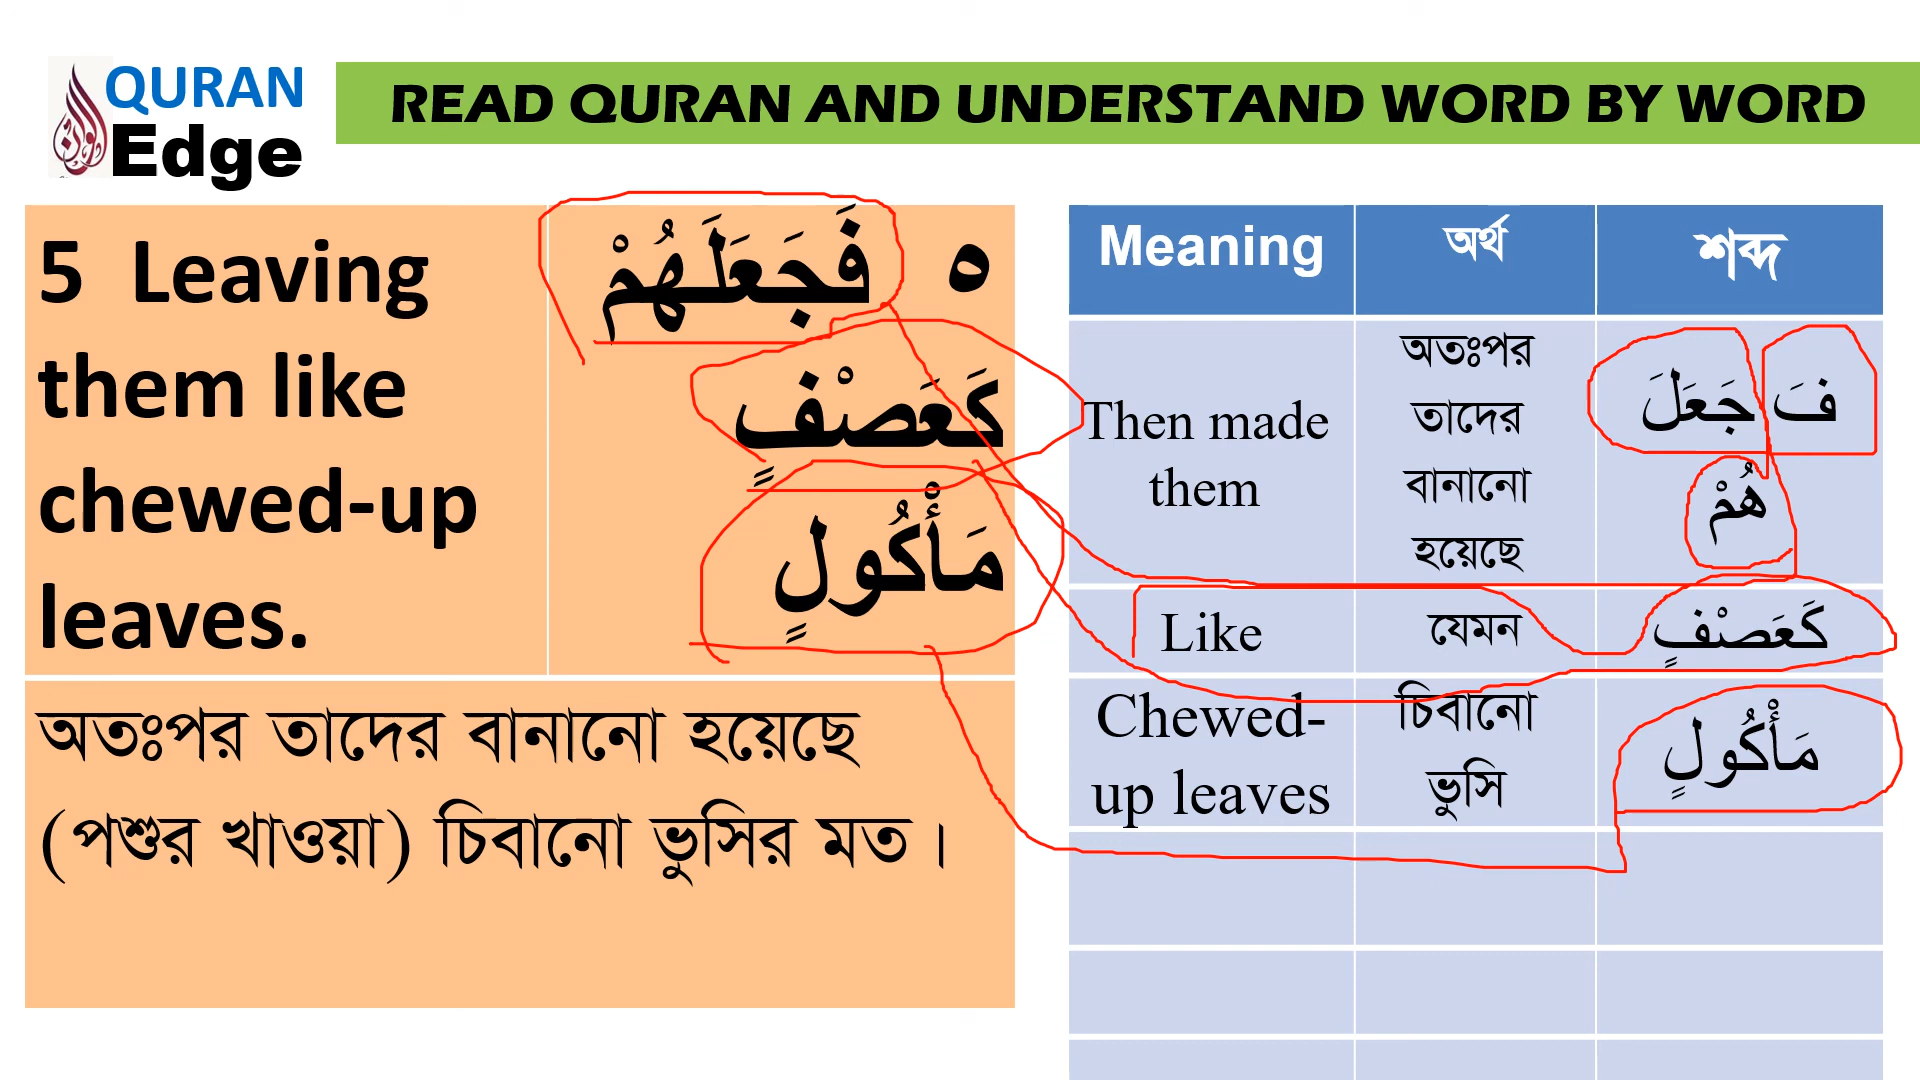 QURAN
Edge
READ QURAN AND UNDERSTAND WORD BY WORD
5 Leaving
them like
chewed-up
leaves.
٥ فَجَعَلَهُمْ
كَعَصْفٍ
مَأْكُولٍ
অতঃপর তাদের বানানো হয়েছে
(পশুর খাওয়া) চিবানো ভুসির মত।
Meaning অর্থ শব্দ
Then made
them
অতঃপর
তাদের
বানানো
হয়েছে
فَ جَعَلَ
هُمْ
Like যেমন كَعَصْفٍ
Chewed-
up leaves
চিবানো
ভুসি
مَأْكُولٍ